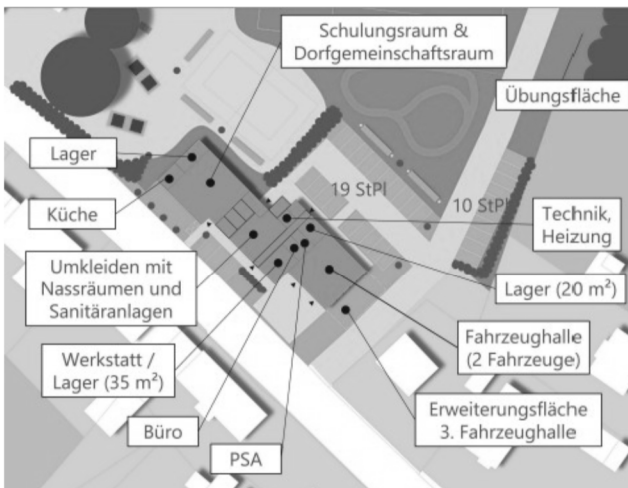 Schulungsraum &
Dorfgemeinschaftsraum
Übungsfläche
Lager
19 StPl
10 StPl
Küche
Technik,
Heizung
Umkleiden mit
Nassräumen und
Sanitäranlagen
Lager (20 m²)
Werkstatt /
Lager (35 m²)
Fahrzeughalle
(2 Fahrzeuge)
Büro
PSA
Erweiterungsfläche
3. Fahrzeughalle